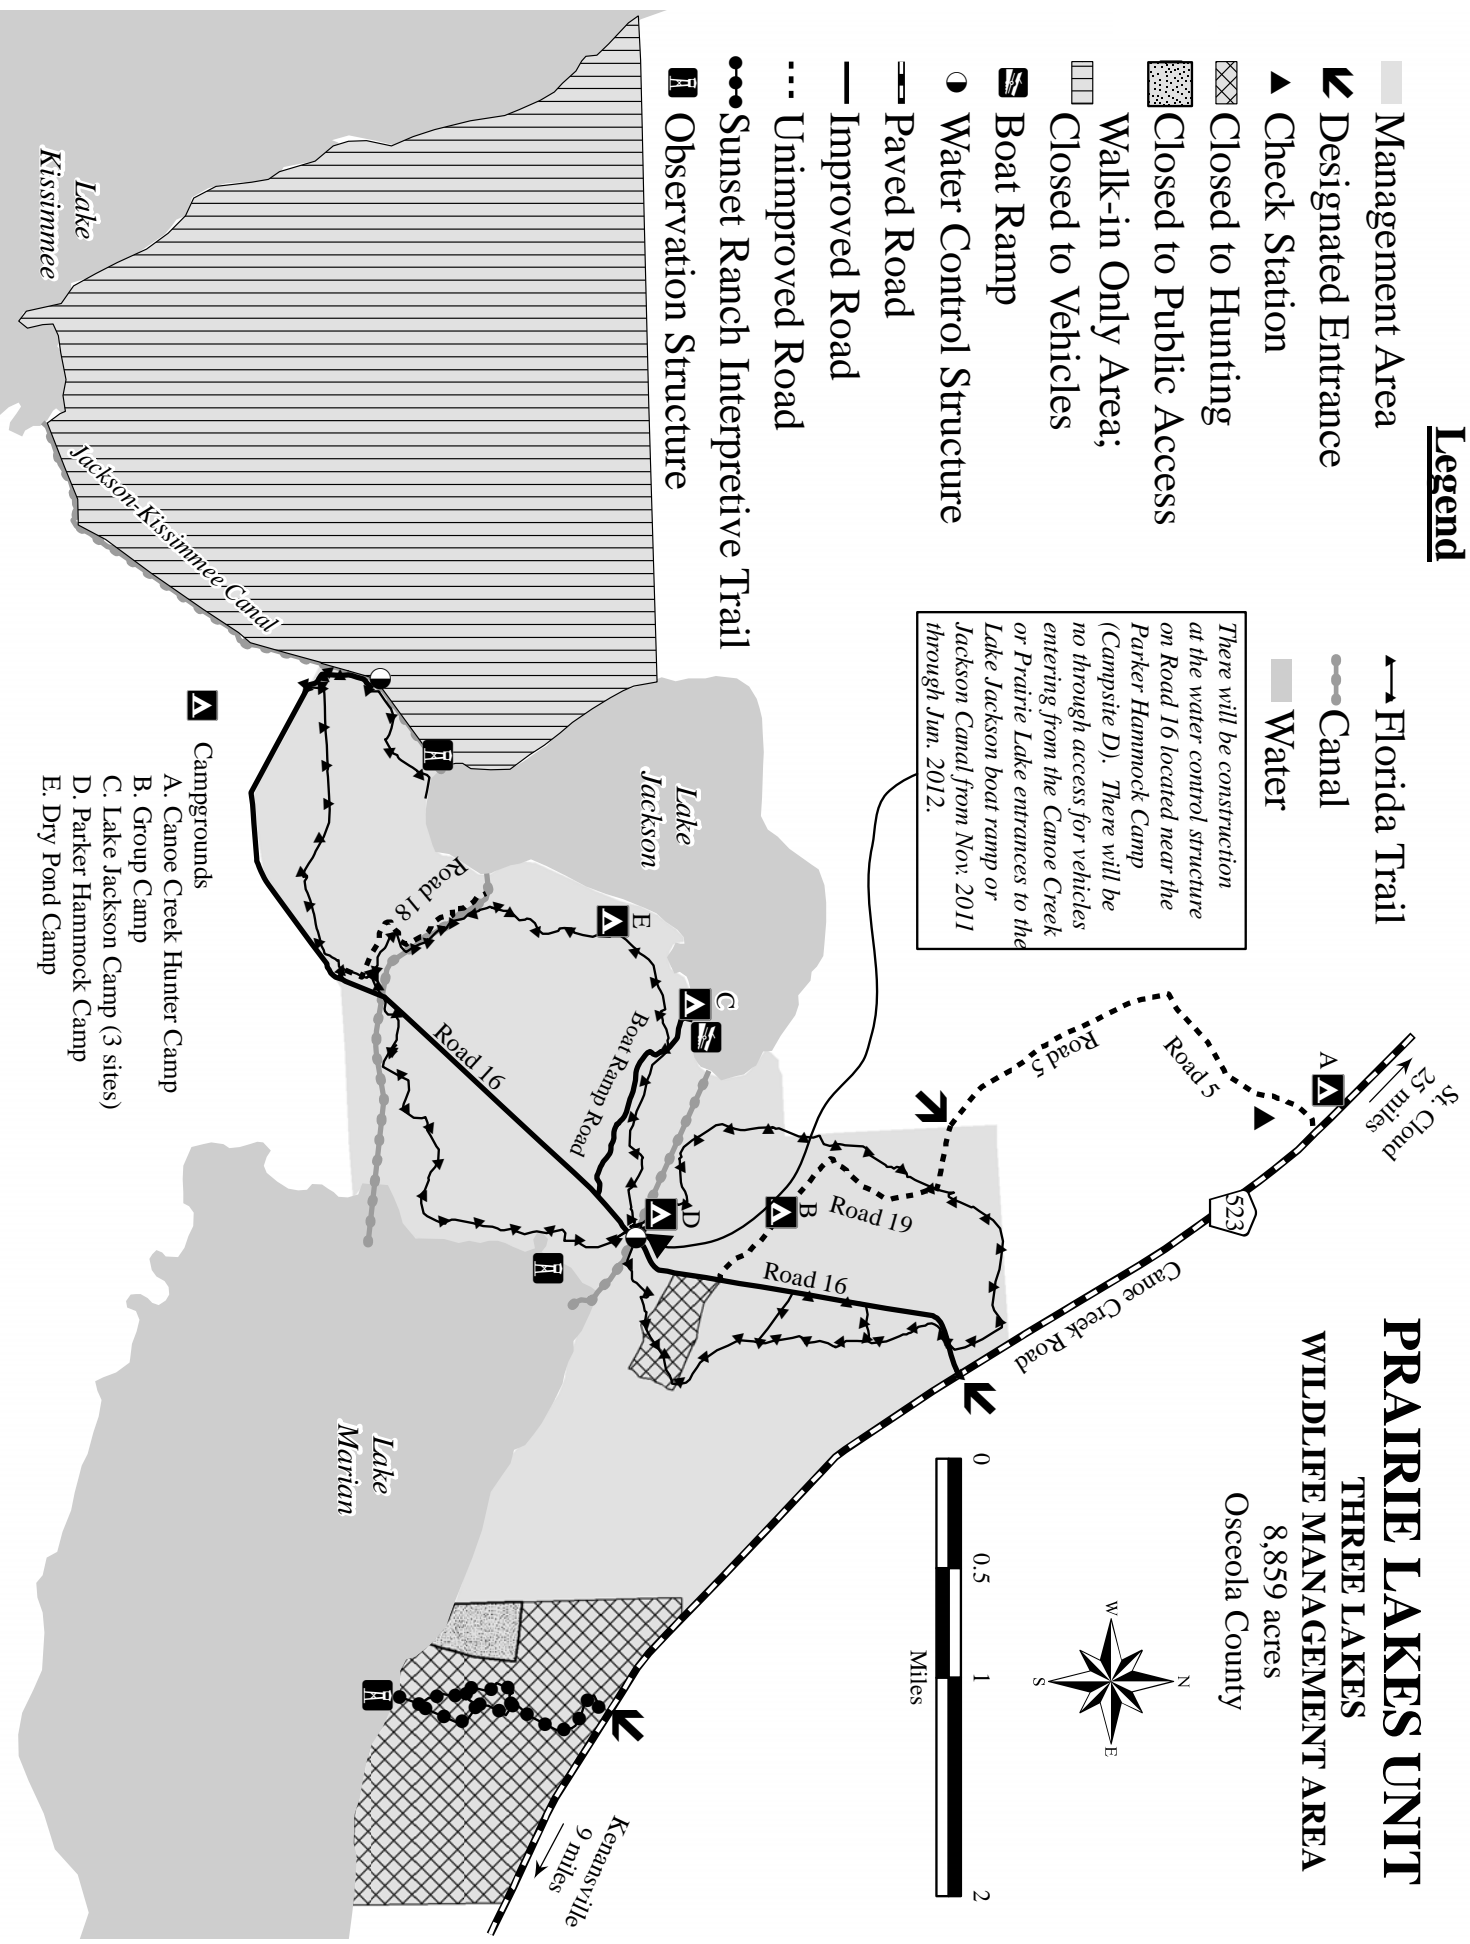 PRAIRIE LAKES UNIT
THREE LAKES
WILDLIFE MANAGEMENT AREA
8,859 acres
Osceola County
N
W
E
S
0
0.5
1
2
Miles
Legend
Management Area
Designated Entrance
Check Station
Closed to Hunting
Closed to Public Access
Walk-in Only Area;
Closed to Vehicles
Boat Ramp
Water Control Structure
Paved Road
Improved Road
Unimproved Road
Sunset Ranch Interpretive Trail
Observation Structure
Florida Trail
Canal
Water
There will be construction
at the water control structure
on Road 16 located near the
Parker Hammock Camp
(Campsite D). There will be
no through access for vehicles
entering from the Canoe Creek
or Prairie Lake entrances to the
Lake Jackson boat ramp or
Jackson Canal from Nov. 2011
through Jun. 2012.
St. Cloud
25 miles
A
Road 5
Road 5
523
Canoe Creek Road
Road 19
B
Road 16
D
C
E
Boat Ramp Road
Road 16
Road 18
Lake
Jackson
Lake
Kissimmee
Jackson-Kissimmee Canal
Lake
Marian
Kenansville
9 miles
Campgrounds
A. Canoe Creek Hunter Camp
B. Group Camp
C. Lake Jackson Camp (3 sites)
D. Parker Hammock Camp
E. Dry Pond Camp